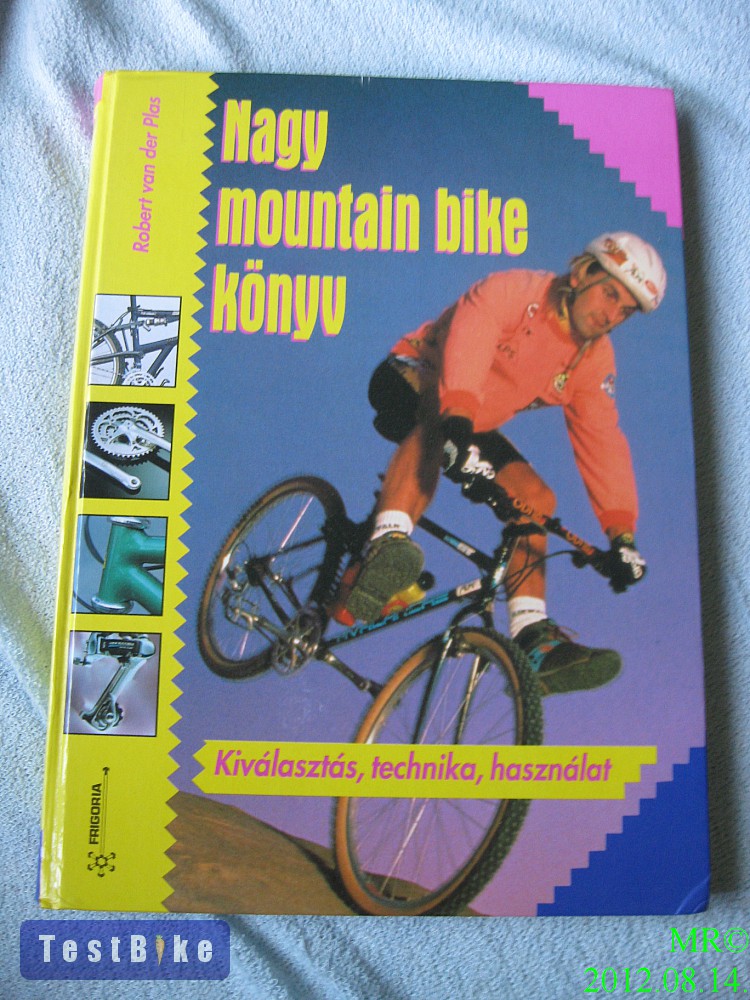 Robert van der Plas
Nagy
mountain bike
könyv
Kiválasztás, technika, használat
FRIGORIA
TestBike
MR©
2012.08.14.